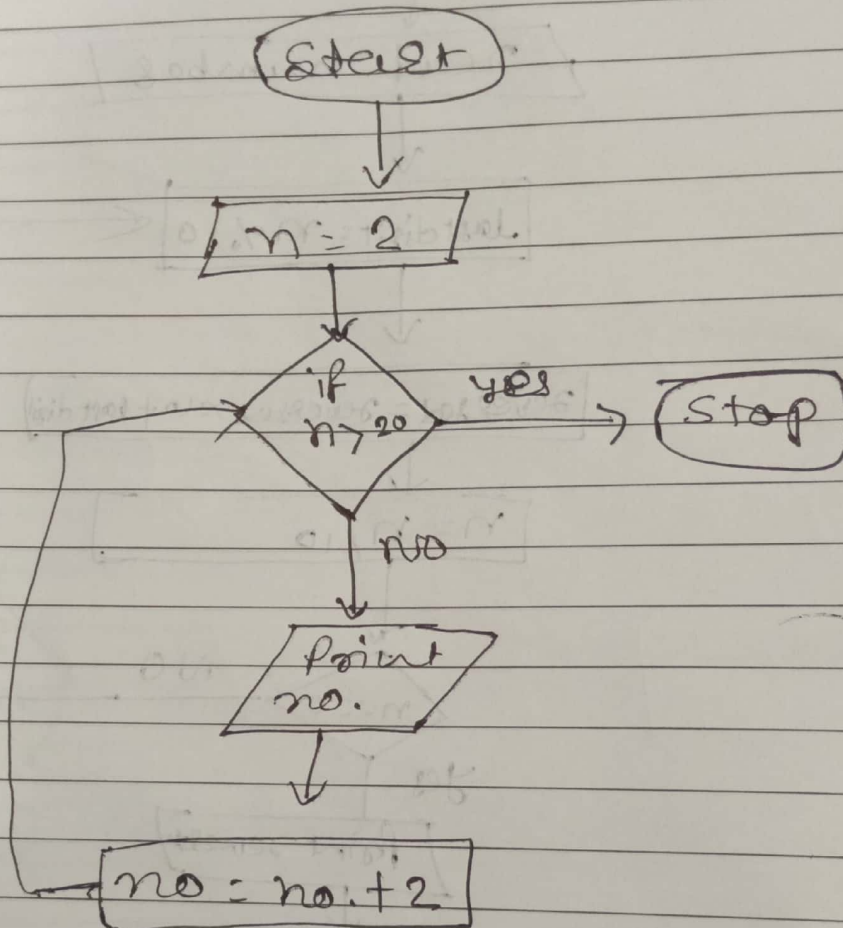 Start
n = 2
if
n > 20
yes
Stop
no
Print
no.
no = no. + 2